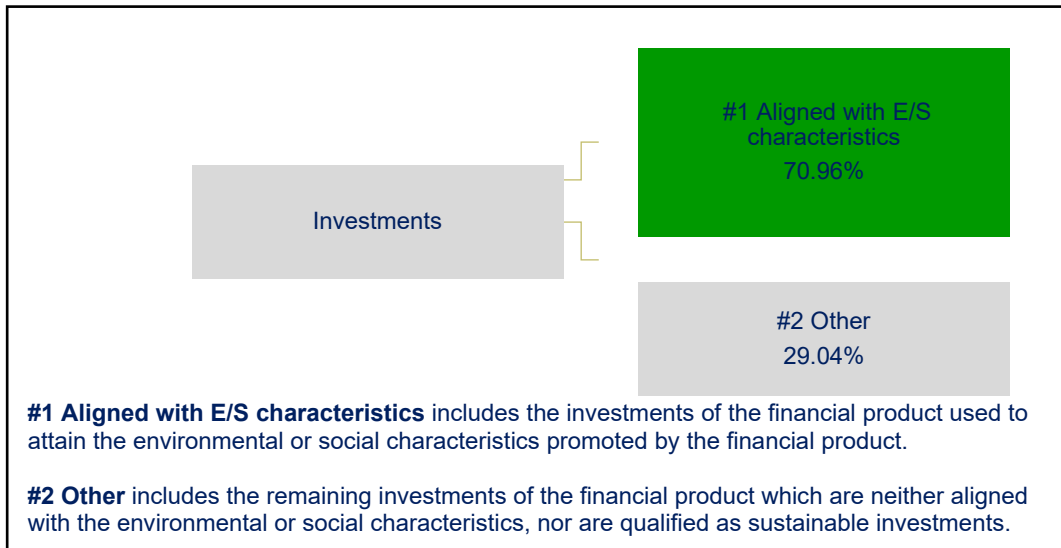 #1 Aligned with E/S
characteristics
70.96%
Investments
#2 Other
29.04%
#1 Aligned with E/S characteristics includes the investments of the financial product used to
attain the environmental or social characteristics promoted by the financial product.
#2 Other includes the remaining investments of the financial product which are neither aligned
with the environmental or social characteristics, nor are qualified as sustainable investments.